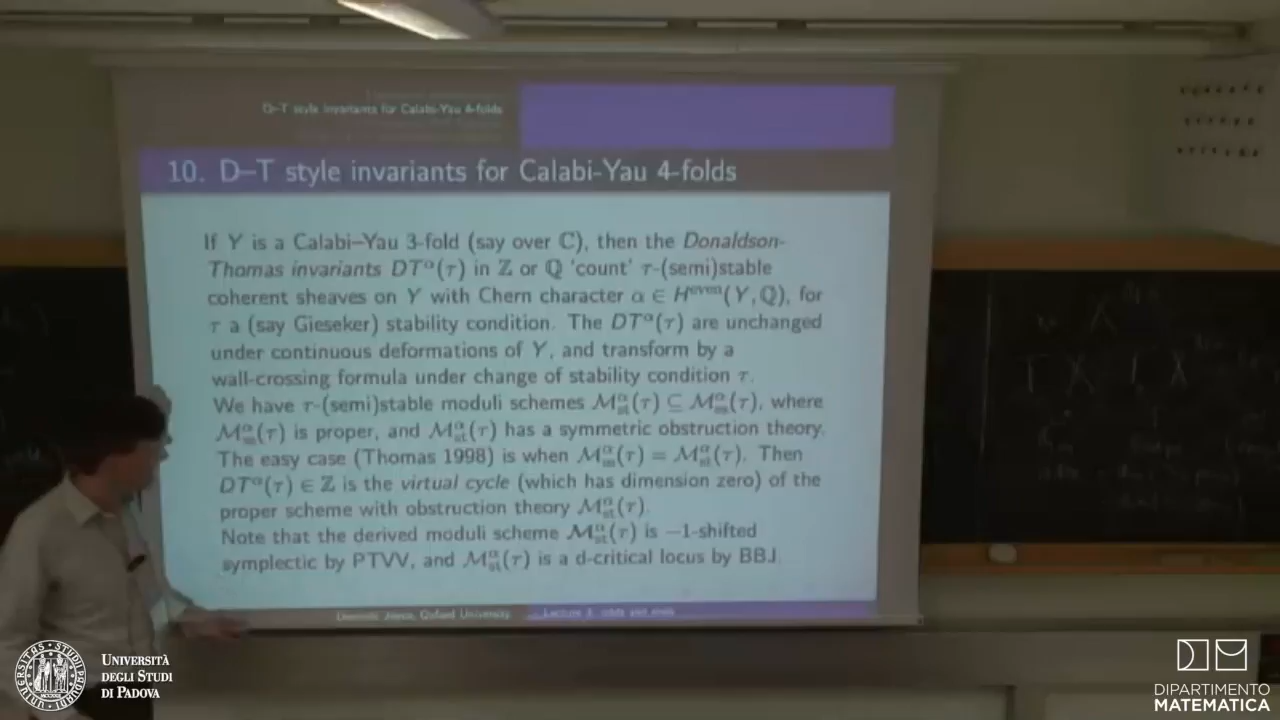 D–T style invariants for Calabi-Yau 4-folds
10. D–T style invariants for Calabi-Yau 4-folds
If Y is a Calabi–Yau 3-fold (say over ℂ), then the Donaldson-
Thomas invariants DT^α(τ) in ℤ or ℚ ‘count’ τ-(semi)stable
coherent sheaves on Y with Chern character α ∈ H^even(Y, ℚ), for
τ a (say Gieseker) stability condition. The DT^α(τ) are unchanged
under continuous deformations of Y, and transform by a
wall-crossing formula under change of stability condition τ.
We have τ-(semi)stable moduli schemes M^α_st(τ) ⊆ M^α_ss(τ), where
M^α_ss(τ) is proper, and M^α_st(τ) has a symmetric obstruction theory.
The easy case (Thomas 1998) is when M^α_ss(τ) = M^α_st(τ). Then
DT^α(τ) ∈ ℤ is the virtual cycle (which has dimension zero) of the
proper scheme with obstruction theory M^α_st(τ).
Note that the derived moduli scheme M^α_st(τ) is −1-shifted
symplectic by PTVV, and M^α_st(τ) is a d-critical locus by BBJ.
Dominic Joyce, Oxford University
UNIVERSITÀ
DEGLI STUDI
DI PADOVA
DIPARTIMENTO
MATEMATICA